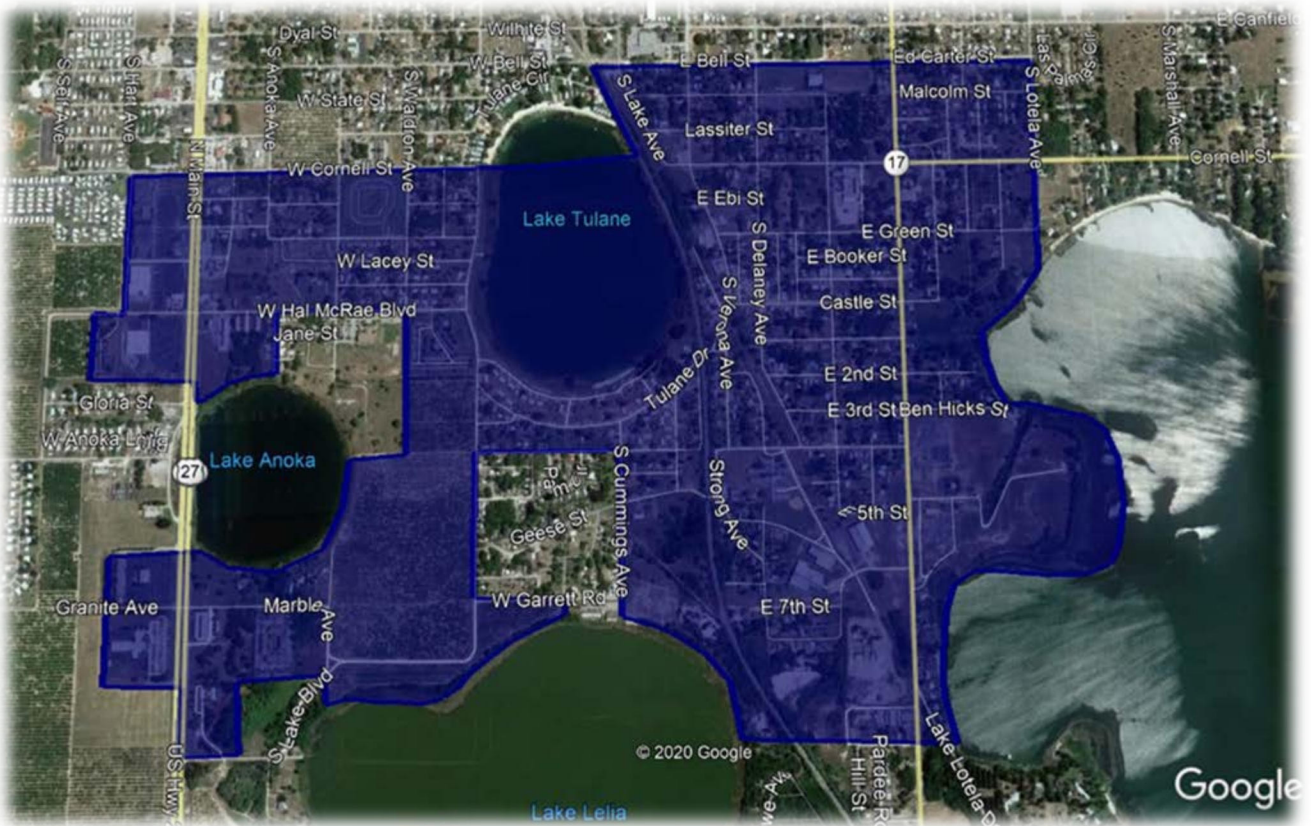 E Canfield
Dyal St
Wilhite St
W Bell St
E Bell St
Ed Carter St
S Hart Ave
S Anoka Ave
S Waldron Ave
Tulane Cir
S Lake Ave
Malcolm St
S Lotela Ave
S Marshall Ave
W State St
Lassiter St
17
Cornell St
W Cornell St
N Main St
E Ebi St
Lake Tulane
S Delaney Ave
E Green St
W Lacey St
E Booker St
S Verona Ave
Castle St
W Hal McRae Blvd
Jane St
Tulane Dr
E 2nd St
Gloria St
E 3rd St
Ben Hicks St
W Anoka
Lake Anoka
27
S Cummings Ave
Strong Ave
5th St
Geese St
Granite Ave
Marble Ave
W Garrett Rd
E 7th St
S Lake Blvd
US Hwy
© 2020 Google
Pardee Rd
Hill St
Lake Lotela D
Google
Lake Lelia